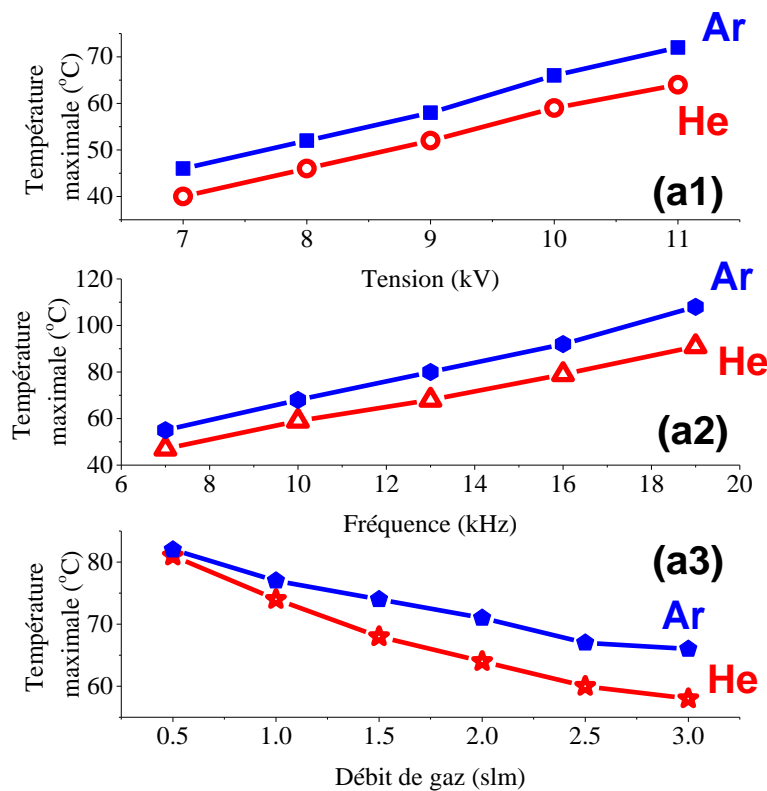 Ar
He
(a1)
70
60
50
40
7 8 9 10 11
Température
maximale (°C)
Tension (kV)
Ar
He
(a2)
120
100
80
60
40
6 8 10 12 14 16 18 20
Température
maximale (°C)
Fréquence (kHz)
(a3)
Ar
He
80
70
60
0.5 1.0 1.5 2.0 2.5 3.0
Température
maximale (°C)
Débit de gaz (slm)